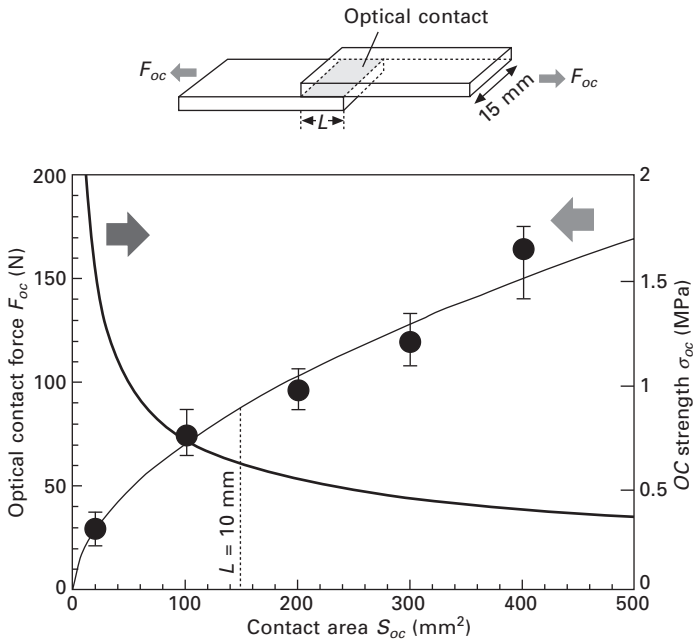 Optical contact
F_oc
F_oc
15 mm
L
200
150
100
50
0
2
1.5
1
0.5
0
Optical contact force F_oc (N)
OC strength σ_oc (MPa)
L = 10 mm
0
100
200
300
400
500
Contact area S_oc (mm²)